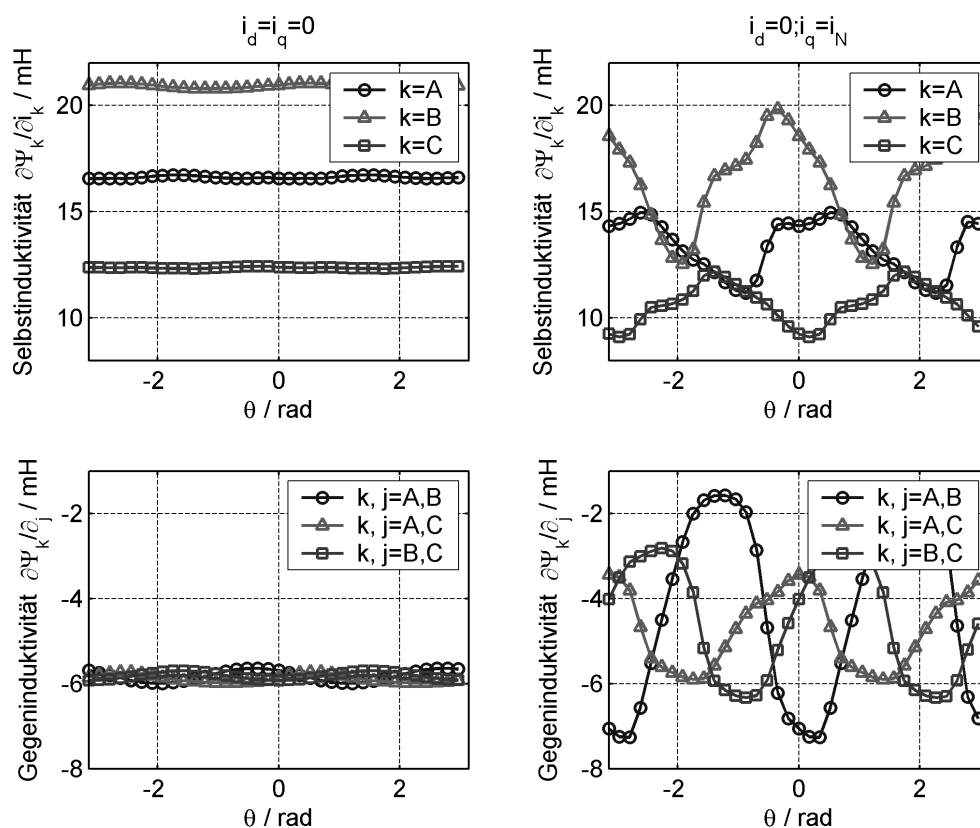 i_d=i_q=0
Selbstinduktivität ∂Ψ_k/∂i_k / mH
20
15
10
-2 0 2
θ / rad
k=A
k=B
k=C
i_d=0;i_q=i_N
Selbstinduktivität ∂Ψ_k/∂i_k / mH
20
15
10
-2 0 2
θ / rad
k=A
k=B
k=C
Gegeninduktivität ∂Ψ_k/∂_j / mH
-2
-4
-6
-8
-2 0 2
θ / rad
k, j=A,B
k, j=A,C
k, j=B,C
Gegeninduktivität ∂Ψ_k/∂_j / mH
-2
-4
-6
-8
-2 0 2
θ / rad
k, j=A,B
k, j=A,C
k, j=B,C